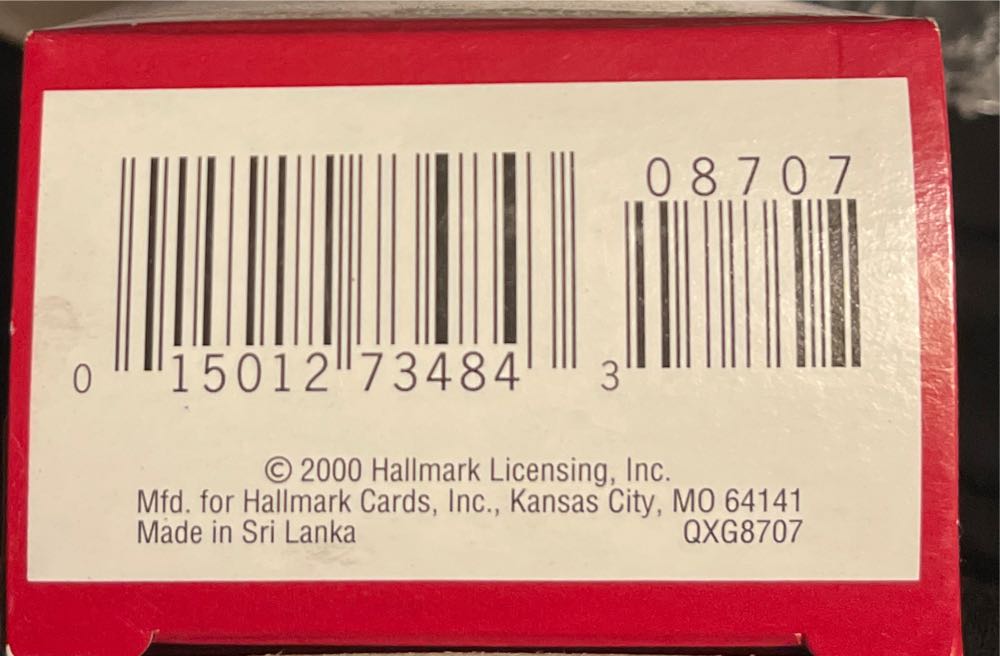 08707
0 15012 73484 3
© 2000 Hallmark Licensing, Inc.
Mfd. for Hallmark Cards, Inc., Kansas City, MO 64141
Made in Sri Lanka QXG8707